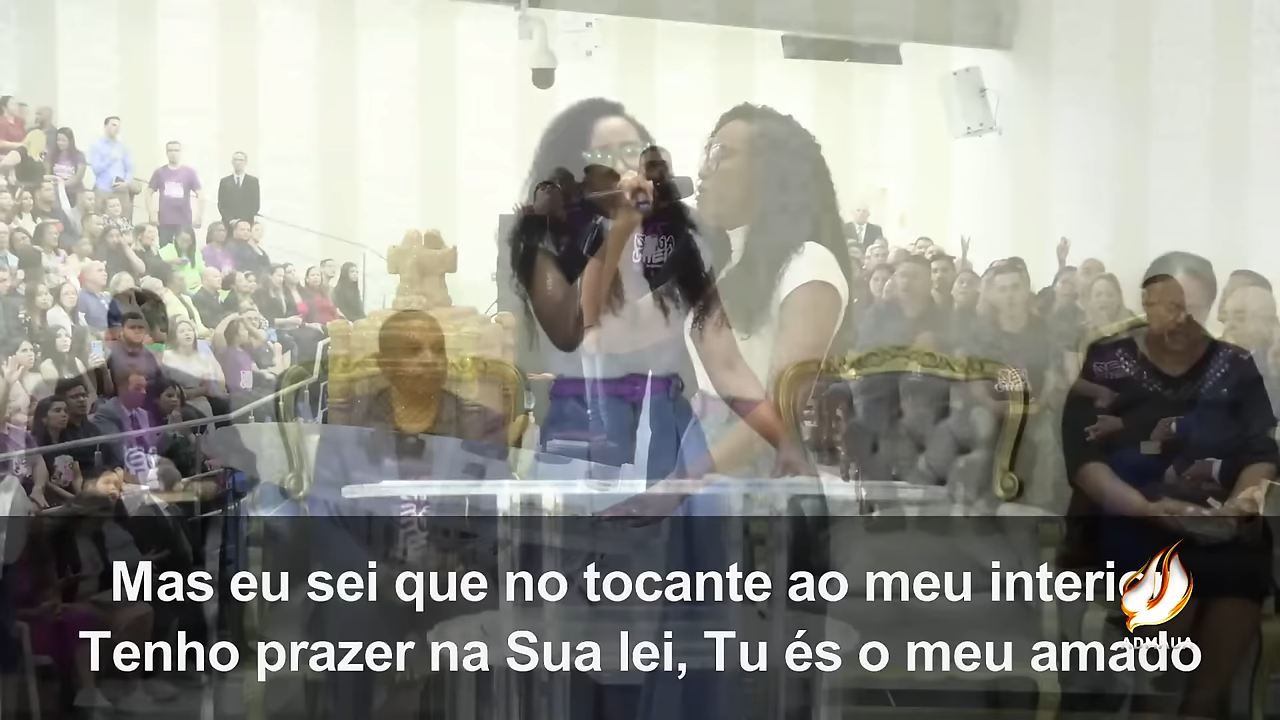 Mas eu sei que no tocante ao meu interior
Tenho prazer na Sua lei, Tu és o meu amado